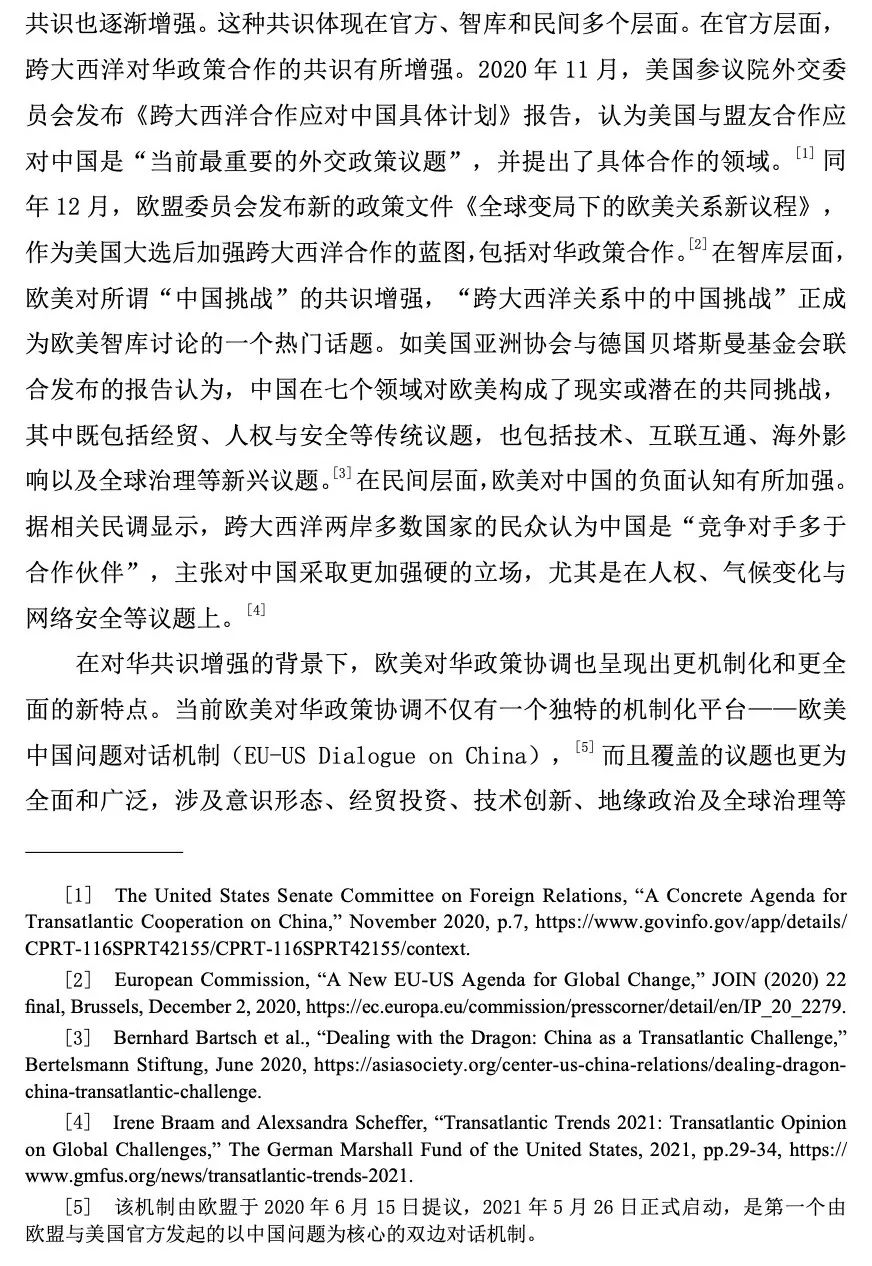 共识也逐渐增强。这种共识体现在官方、智库和民间多个层面。在官方层面，
跨大西洋对华政策合作的共识有所增强。2020 年 11 月，美国参议院外交委
员会发布《跨大西洋合作应对中国具体计划》报告，认为美国与盟友合作应
对中国是“当前最重要的外交政策议题”，并提出了具体合作的领域。[1] 同
年 12 月，欧盟委员会发布新的政策文件《全球变局下的欧美关系新议程》，
作为美国大选后加强跨大西洋合作的蓝图，包括对华政策合作。[2] 在智库层面，
欧美对所谓“中国挑战”的共识增强，“跨大西洋关系中的中国挑战”正成
为欧美智库讨论的一个热门话题。如美国亚洲协会与德国贝塔斯曼基金会联
合发布的报告认为，中国在七个领域对欧美构成了现实或潜在的共同挑战，
其中既包括经贸、人权与安全等传统议题，也包括技术、互联互通、海外影
响以及全球治理等新兴议题。[3] 在民间层面，欧美对中国的负面认知有所加强。
据相关民调显示，跨大西洋两岸多数国家的民众认为中国是“竞争对手多于
合作伙伴”，主张对中国采取更加强硬的立场，尤其是在人权、气候变化与
网络安全等议题上。[4]
在对华共识增强的背景下，欧美对华政策协调也呈现出更机制化和更全
面的新特点。当前欧美对华政策协调不仅有一个独特的机制化平台——欧美
中国问题对话机制（EU-US Dialogue on China），[5] 而且覆盖的议题也更为
全面和广泛，涉及意识形态、经贸投资、技术创新、地缘政治及全球治理等
[1] The United States Senate Committee on Foreign Relations, “A Concrete Agenda for
Transatlantic Cooperation on China,” November 2020, p.7, https://www.govinfo.gov/app/details/
CPRT-116SPRT42155/CPRT-116SPRT42155/context.
[2] European Commission, “A New EU-US Agenda for Global Change,” JOIN (2020) 22
final, Brussels, December 2, 2020, https://ec.europa.eu/commission/presscorner/detail/en/IP_20_2279.
[3] Bernhard Bartsch et al., “Dealing with the Dragon: China as a Transatlantic Challenge,”
Bertelsmann Stiftung, June 2020, https://asiasociety.org/center-us-china-relations/dealing-dragon-
china-transatlantic-challenge.
[4] Irene Braam and Alexsandra Scheffer, “Transatlantic Trends 2021: Transatlantic Opinion
on Global Challenges,” The German Marshall Fund of the United States, 2021, pp.29-34, https://
www.gmfus.org/news/transatlantic-trends-2021.
[5] 该机制由欧盟于 2020 年 6 月 15 日提议，2021 年 5 月 26 日正式启动，是第一个由
欧盟与美国官方发起的以中国问题为核心的双边对话机制。